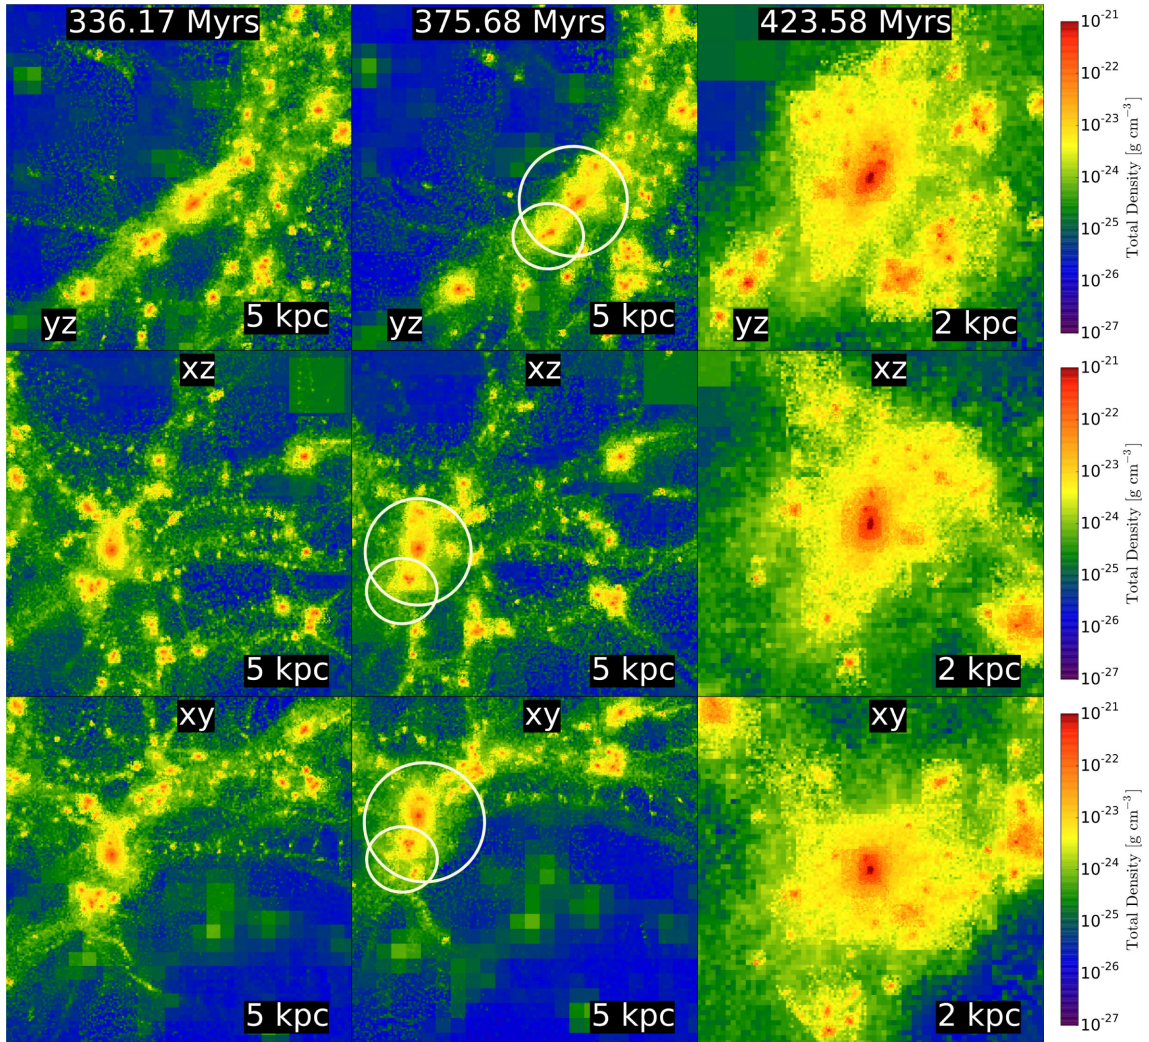 336.17 Myrs
375.68 Myrs
423.58 Myrs
yz
5 kpc
yz
5 kpc
yz
2 kpc
10⁻²¹
10⁻²²
10⁻²³
10⁻²⁴
10⁻²⁵
10⁻²⁶
10⁻²⁷
Total Density [g cm⁻³]
xz
5 kpc
xz
5 kpc
xz
2 kpc
10⁻²¹
10⁻²²
10⁻²³
10⁻²⁴
10⁻²⁵
10⁻²⁶
10⁻²⁷
Total Density [g cm⁻³]
xy
5 kpc
xy
5 kpc
xy
2 kpc
10⁻²¹
10⁻²²
10⁻²³
10⁻²⁴
10⁻²⁵
10⁻²⁶
10⁻²⁷
Total Density [g cm⁻³]